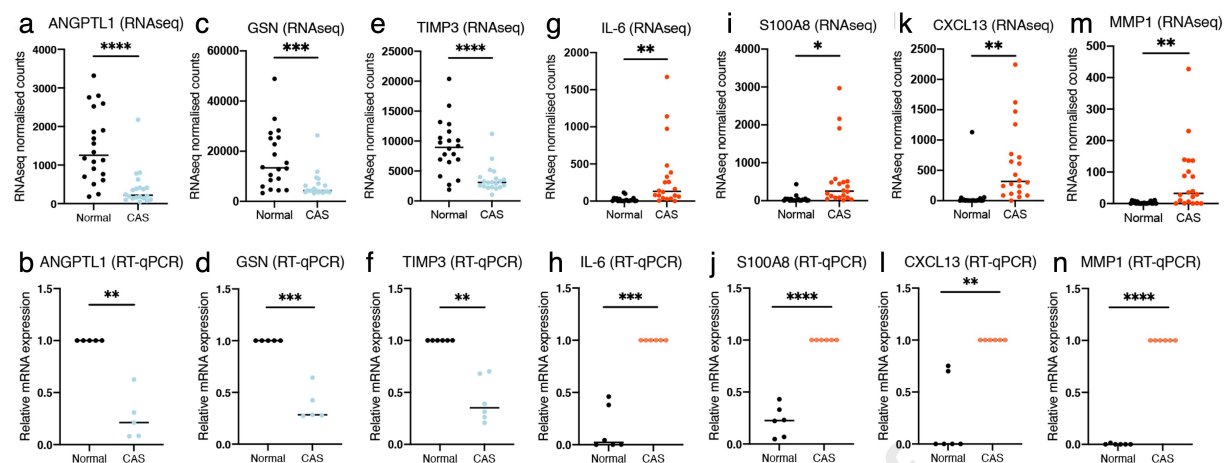 a ANGPTL1 (RNAseq)
****
RNAseq normalised counts
4000
3000
2000
1000
0
Normal CAS
c GSN (RNAseq)
***
RNAseq normalised counts
60000
40000
20000
0
Normal CAS
e TIMP3 (RNAseq)
****
RNAseq normalised counts
25000
20000
15000
10000
5000
0
Normal CAS
g IL-6 (RNAseq)
**
RNAseq normalised counts
2000
1500
1000
500
0
Normal CAS
i S100A8 (RNAseq)
*
RNAseq normalised counts
4000
3000
2000
1000
0
Normal CAS
k CXCL13 (RNAseq)
**
RNAseq normalised counts
2500
2000
1500
1000
500
0
Normal CAS
m MMP1 (RNAseq)
**
RNAseq normalised counts
500
400
300
200
100
0
Normal CAS
b ANGPTL1 (RT-qPCR)
**
Relative mRNA expression
1.5
1.0
0.5
0.0
Normal CAS
d GSN (RT-qPCR)
***
Relative mRNA expression
1.5
1.0
0.5
0.0
Normal CAS
f TIMP3 (RT-qPCR)
**
Relative mRNA expression
1.5
1.0
0.5
0.0
Normal CAS
h IL-6 (RT-qPCR)
***
Relative mRNA expression
1.5
1.0
0.5
0.0
Normal CAS
j S100A8 (RT-qPCR)
****
Relative mRNA expression
1.5
1.0
0.5
0.0
Normal CAS
l CXCL13 (RT-qPCR)
**
Relative mRNA expression
1.5
1.0
0.5
0.0
Normal CAS
n MMP1 (RT-qPCR)
****
Relative mRNA expression
1.5
1.0
0.5
0.0
Normal CAS